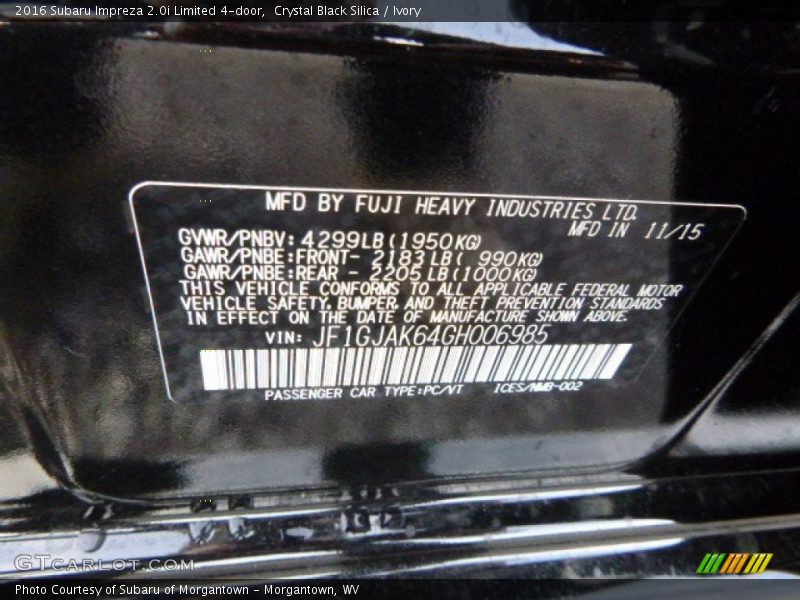 2016 Subaru Impreza 2.0i Limited 4-door,  Crystal Black Silica / Ivory
MFD BY FUJI HEAVY INDUSTRIES LTD.
MFD IN 11/15
GVWR/PNBV: 4299LB(1950KG)
GAWR/PNBE:FRONT- 2183LB( 990KG)
GAWR/PNBE:REAR - 2205LB(1000KG)
THIS VEHICLE CONFORMS TO ALL APPLICABLE FEDERAL MOTOR
VEHICLE SAFETY, BUMPER, AND THEFT PREVENTION STANDARDS
IN EFFECT ON THE DATE OF MANUFACTURE SHOWN ABOVE.
VIN: JF1GJAK64GH006985
PASSENGER CAR TYPE:PC/VT ICES/NMB-002
GTCARLOT.COM
Photo Courtesy of Subaru of Morgantown - Morgantown, WV